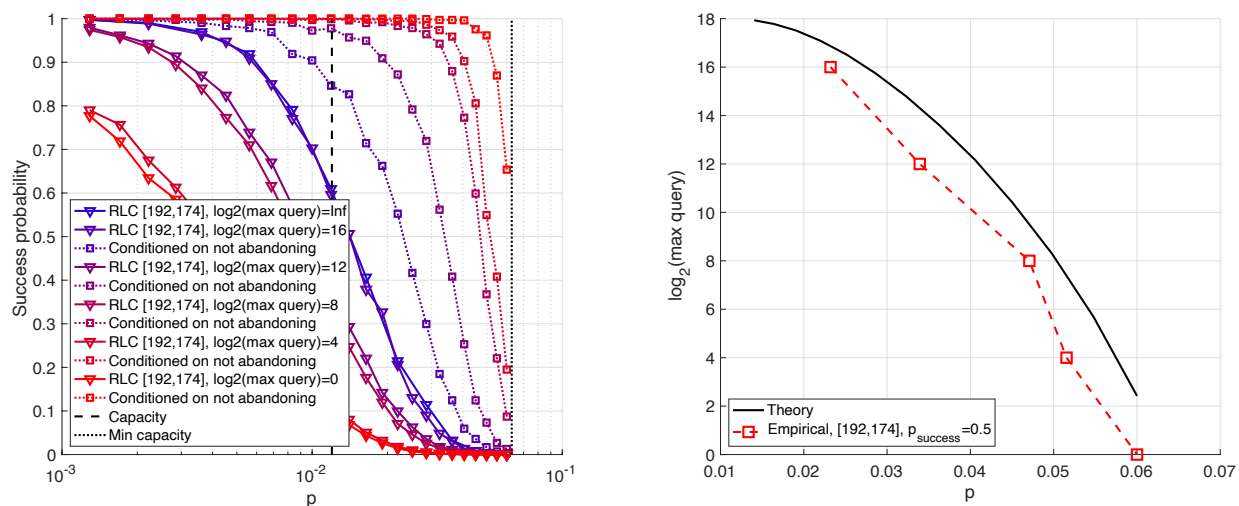 1
0.9
0.8
0.7
0.6
0.5
0.4
0.3
0.2
0.1
0
Success probability
RLC [192,174], log2(max query)=Inf
RLC [192,174], log2(max query)=16
Conditioned on not abandoning
RLC [192,174], log2(max query)=12
Conditioned on not abandoning
RLC [192,174], log2(max query)=8
Conditioned on not abandoning
RLC [192,174], log2(max query)=4
Conditioned on not abandoning
RLC [192,174], log2(max query)=0
Conditioned on not abandoning
Capacity
Min capacity
10^-3 10^-2 10^-1
p
18
16
14
12
10
8
6
4
2
0
log_2(max query)
Theory
Empirical, [192,174], p_success=0.5
0.01 0.02 0.03 0.04 0.05 0.06 0.07
p